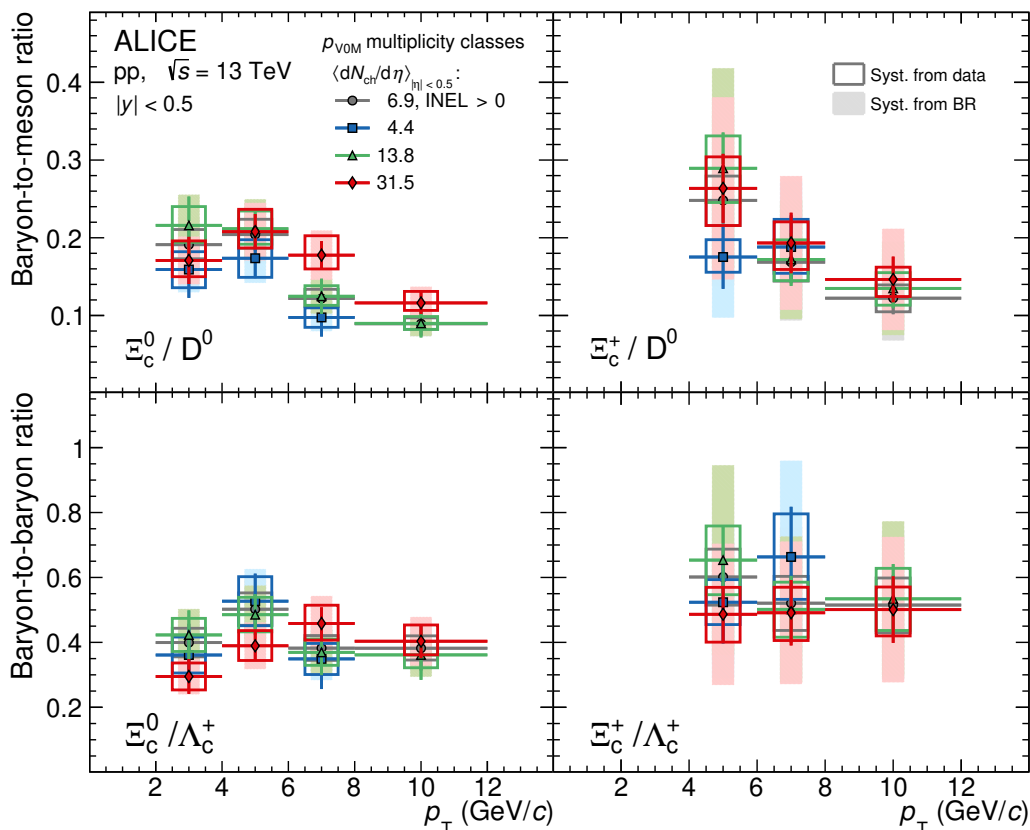 ALICE
pp, √s = 13 TeV
|y| < 0.5
p_V0M multiplicity classes
⟨dN_ch/dη⟩_|η| < 0.5 :
6.9, INEL > 0
4.4
13.8
31.5
Syst. from data
Syst. from BR
Baryon-to-meson ratio
0.4
0.3
0.2
0.1
Ξ_c^0 / D^0
Ξ_c^+ / D^0
Baryon-to-baryon ratio
1
0.8
0.6
0.4
0.2
Ξ_c^0 / Λ_c^+
Ξ_c^+ / Λ_c^+
2 4 6 8 10 12
p_T (GeV/c)
2 4 6 8 10 12
p_T (GeV/c)